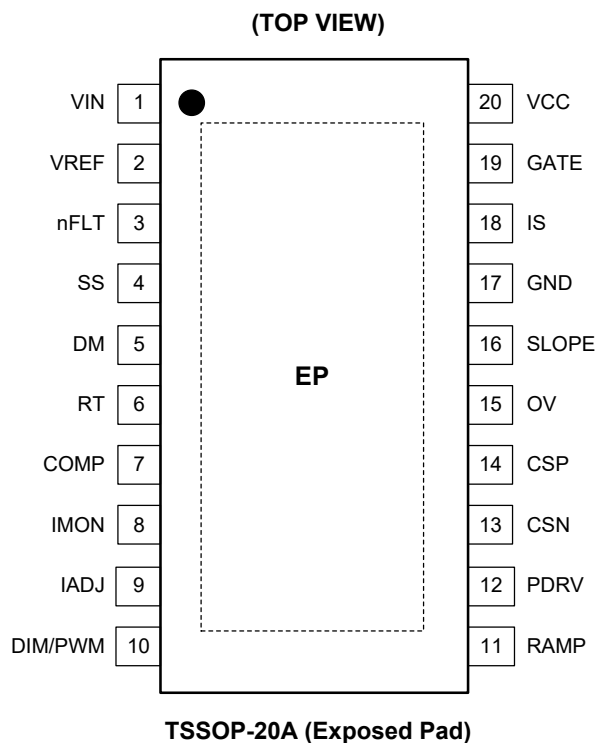 (TOP VIEW)
VIN 1 20 VCC
VREF 2 19 GATE
nFLT 3 18 IS
SS 4 17 GND
DM 5 16 SLOPE
EP
RT 6 15 OV
COMP 7 14 CSP
IMON 8 13 CSN
IADJ 9 12 PDRV
DIM/PWM 10 11 RAMP
TSSOP-20A (Exposed Pad)